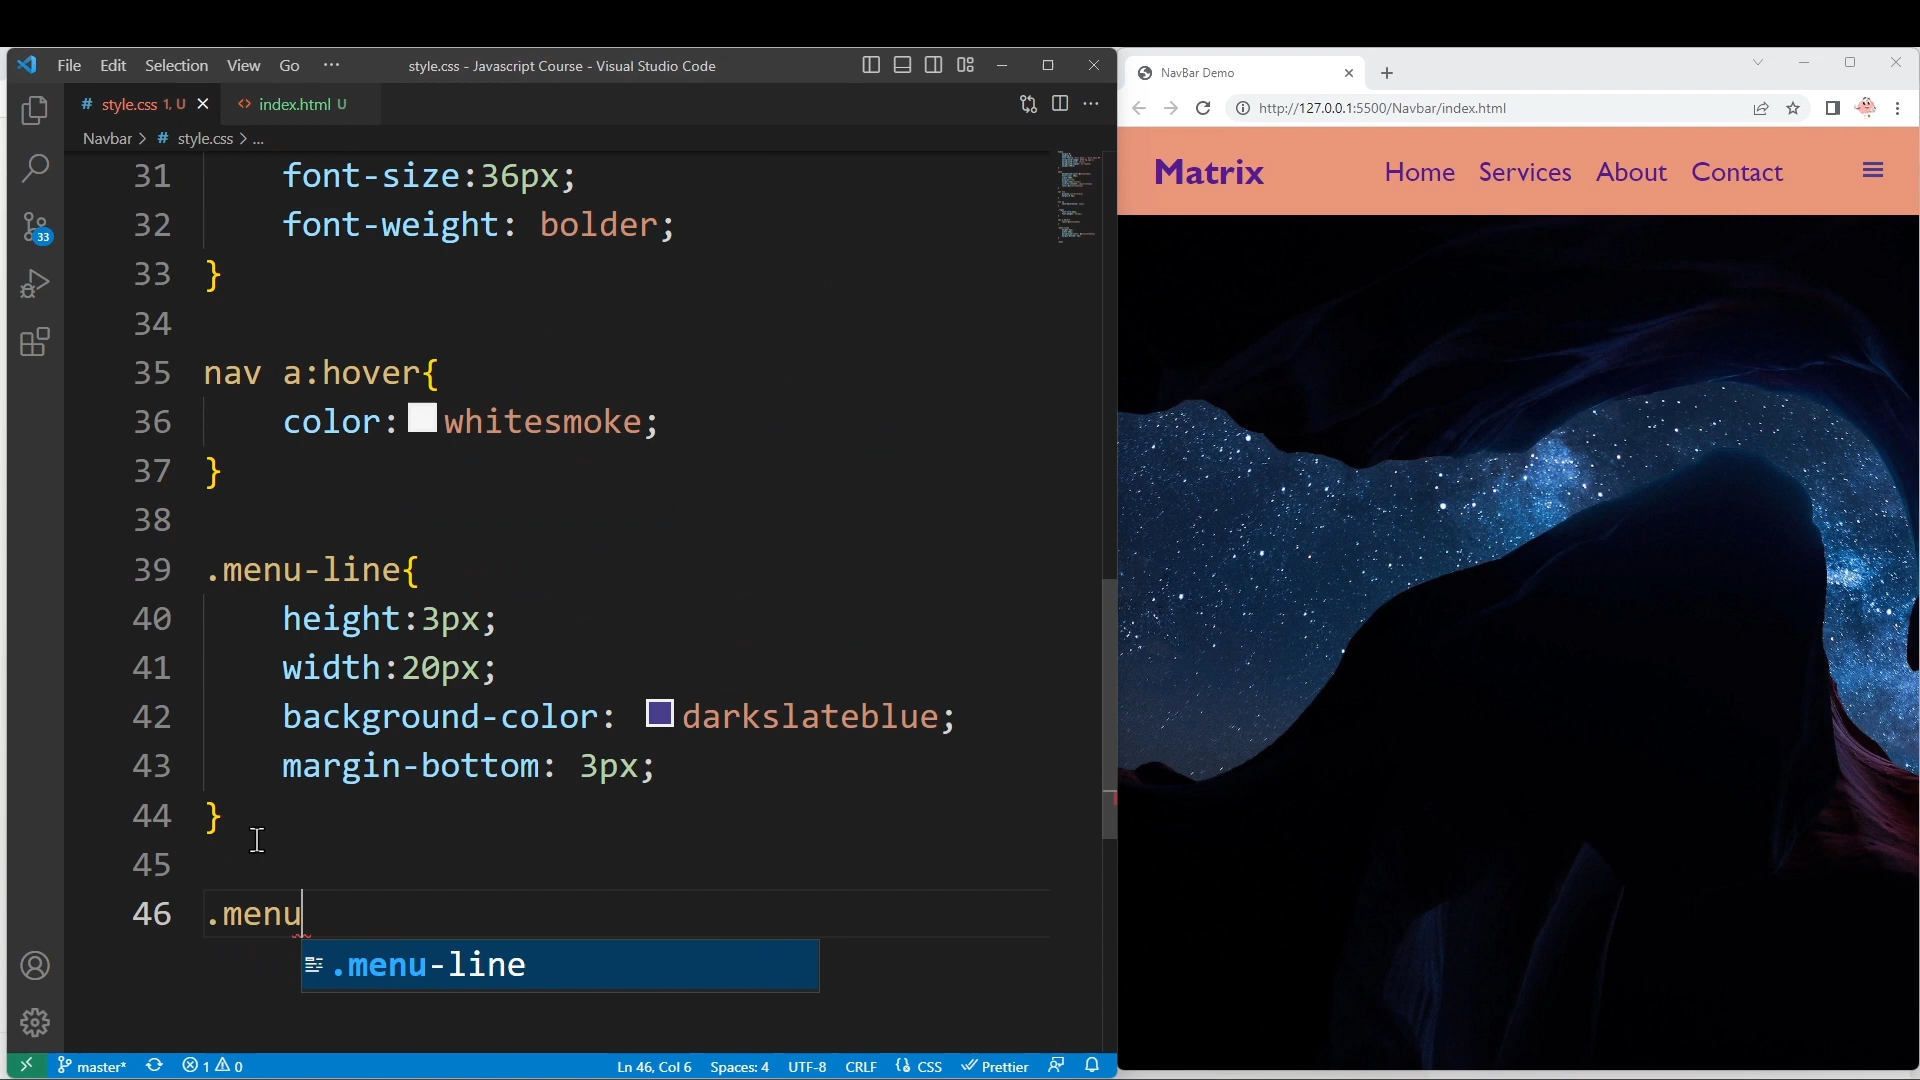 File Edit Selection View Go ··· style.css - Javascript Course - Visual Studio Code
# style.css 1, U <> index.html U
Navbar > # style.css > ...
31 font-size:36px;
32 font-weight: bolder;
33 }
34
35 nav a:hover{
36 color: whitesmoke;
37 }
38
39 .menu-line{
40 height:3px;
41 width:20px;
42 background-color: darkslateblue;
43 margin-bottom: 3px;
44 }
45
46 .menu
.menu-line
33
master* 1 0 Ln 46, Col 6 Spaces: 4 UTF-8 CRLF {} CSS Prettier
NavBar Demo
http://127.0.0.1:5500/Navbar/index.html
Matrix Home Services About Contact